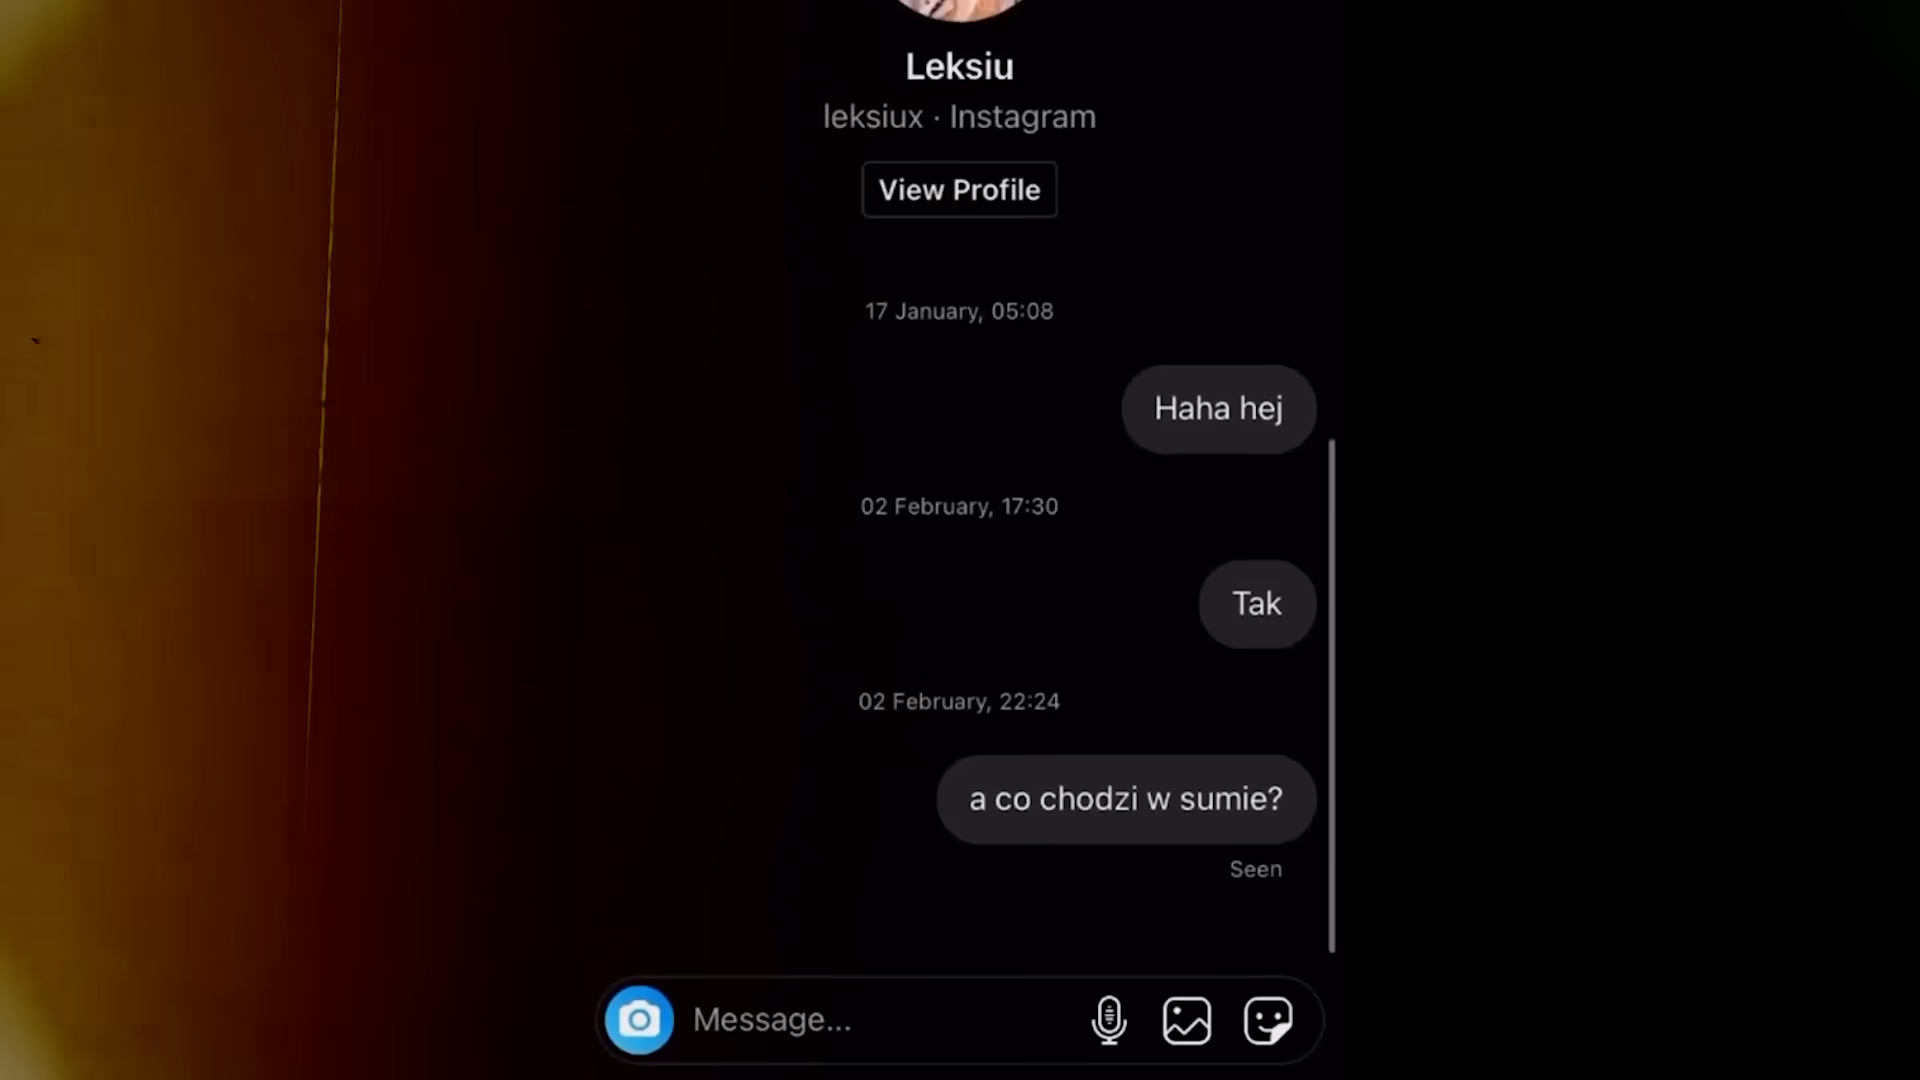 Leksiu
leksiux · Instagram
View Profile
17 January, 05:08
Haha hej
02 February, 17:30
Tak
02 February, 22:24
a co chodzi w sumie?
Seen
Message...